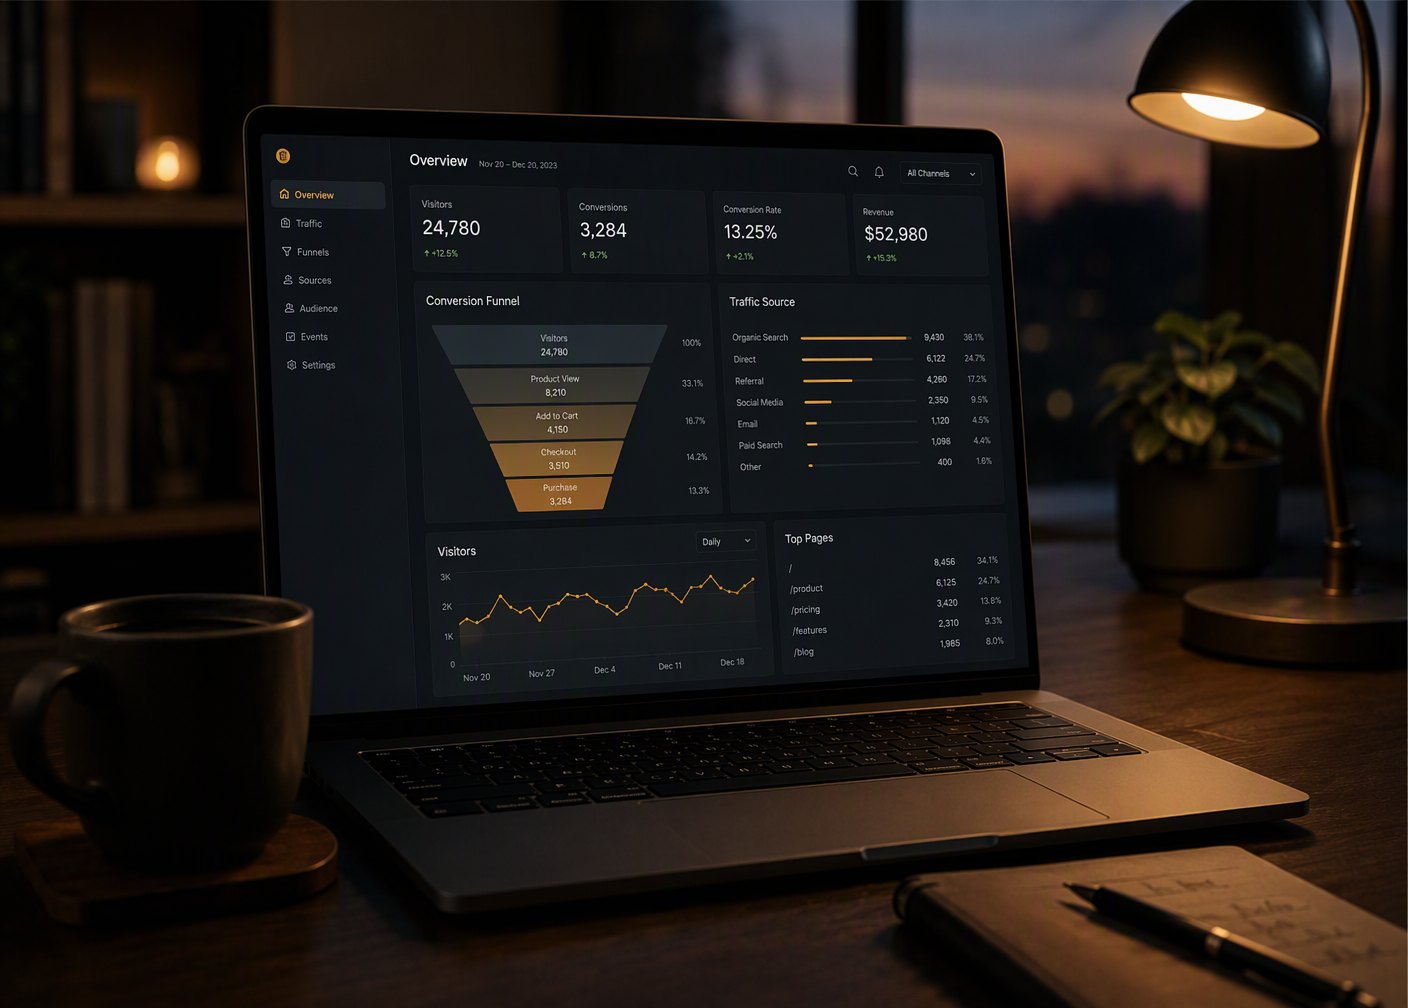 Overview
Traffic
Funnels
Sources
Audience
Events
Settings
Overview Nov 20 – Dec 20, 2023
All Channels
Visitors
24,780
↑ +12.5%
Conversions
3,284
↑ 8.7%
Conversion Rate
13.25%
↑ +2.1%
Revenue
$52,980
↑ +15.3%
Conversion Funnel
Visitors
24,780 100%
Product View
8,210 33.1%
Add to Cart
4,150 16.7%
Checkout
3,510 14.2%
Purchase
3,284 13.3%
Traffic Source
Organic Search 9,430 38.1%
Direct 6,122 24.7%
Referral 4,260 17.2%
Social Media 2,350 9.5%
Email 1,120 4.5%
Paid Search 1,098 4.4%
Other 400 1.6%
Visitors
Daily
3K
2K
1K
0
Nov 20 Nov 27 Dec 4 Dec 11 Dec 18
Top Pages
/ 8,456 34.1%
/product 6,125 24.7%
/pricing 3,420 13.8%
/features 2,310 9.3%
/blog 1,985 8.0%